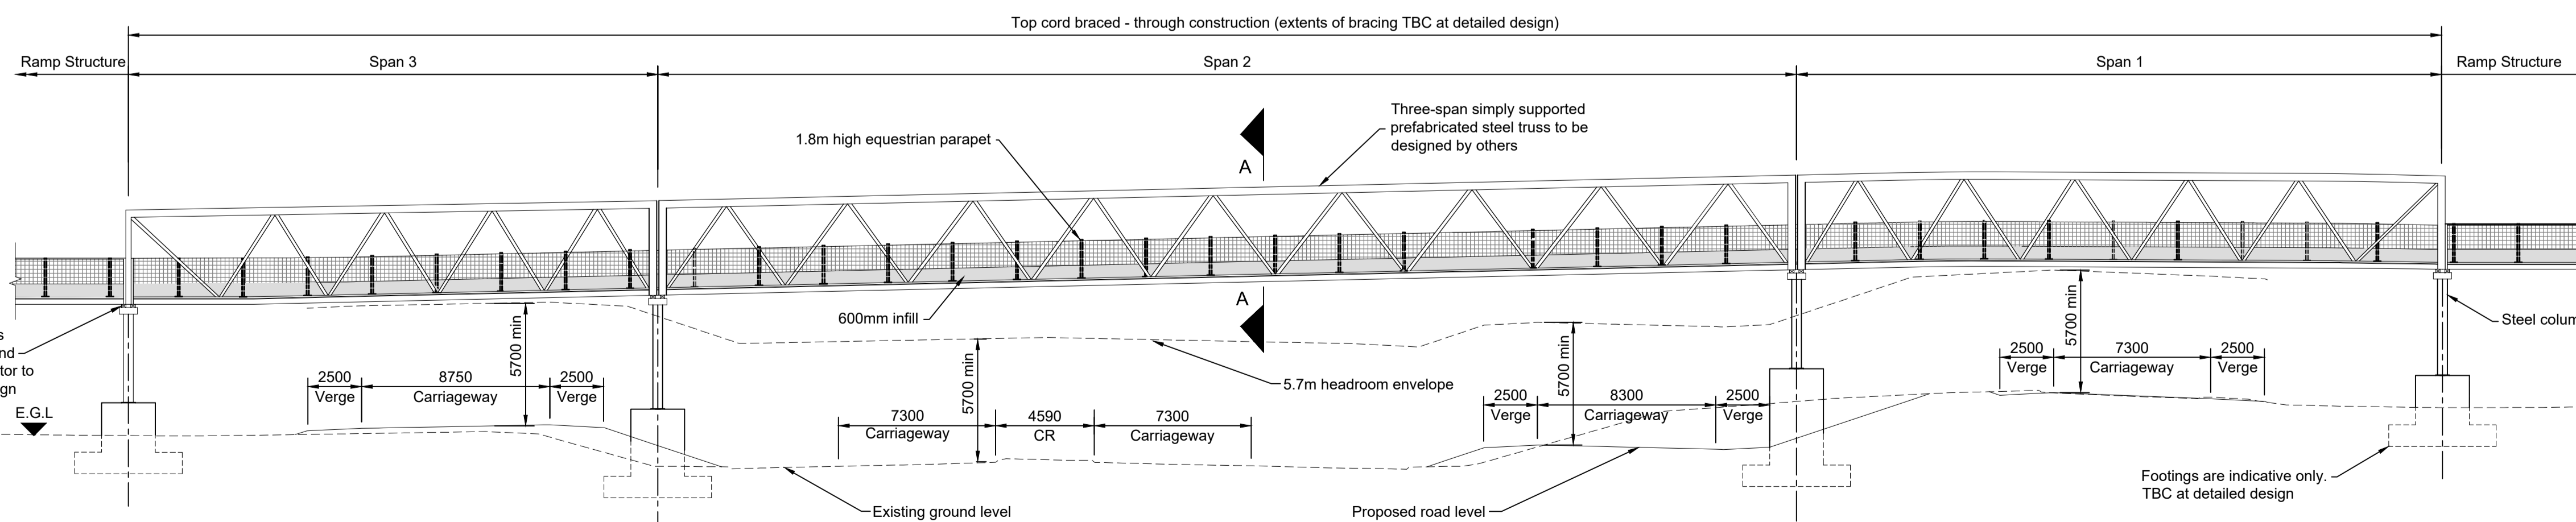 Top cord braced - through construction (extents of bracing TBC at detailed design)
Ramp Structure
Span 3
Span 2
Span 1
Ramp Structure
Three-span simply supported
prefabricated steel truss to be
designed by others
1.8m high equestrian parapet
A
A
600mm infill
5.7m headroom envelope
Steel colum
s
nd
tor to
ign
E.G.L
2500
Verge
8750
Carriageway
2500
Verge
5700 min
7300
Carriageway
4590
CR
7300
Carriageway
5700 min
2500
Verge
8300
Carriageway
2500
Verge
5700 min
2500
Verge
7300
Carriageway
2500
Verge
5700 min
Existing ground level
Proposed road level
Footings are indicative only.
TBC at detailed design